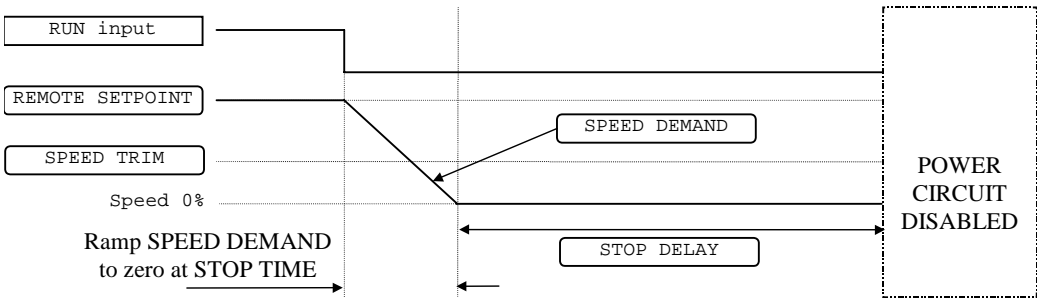 RUN input
REMOTE SETPOINT
SPEED DEMAND
SPEED TRIM
Speed 0%
POWER
CIRCUIT
DISABLED
Ramp SPEED DEMAND
to zero at STOP TIME
STOP DELAY